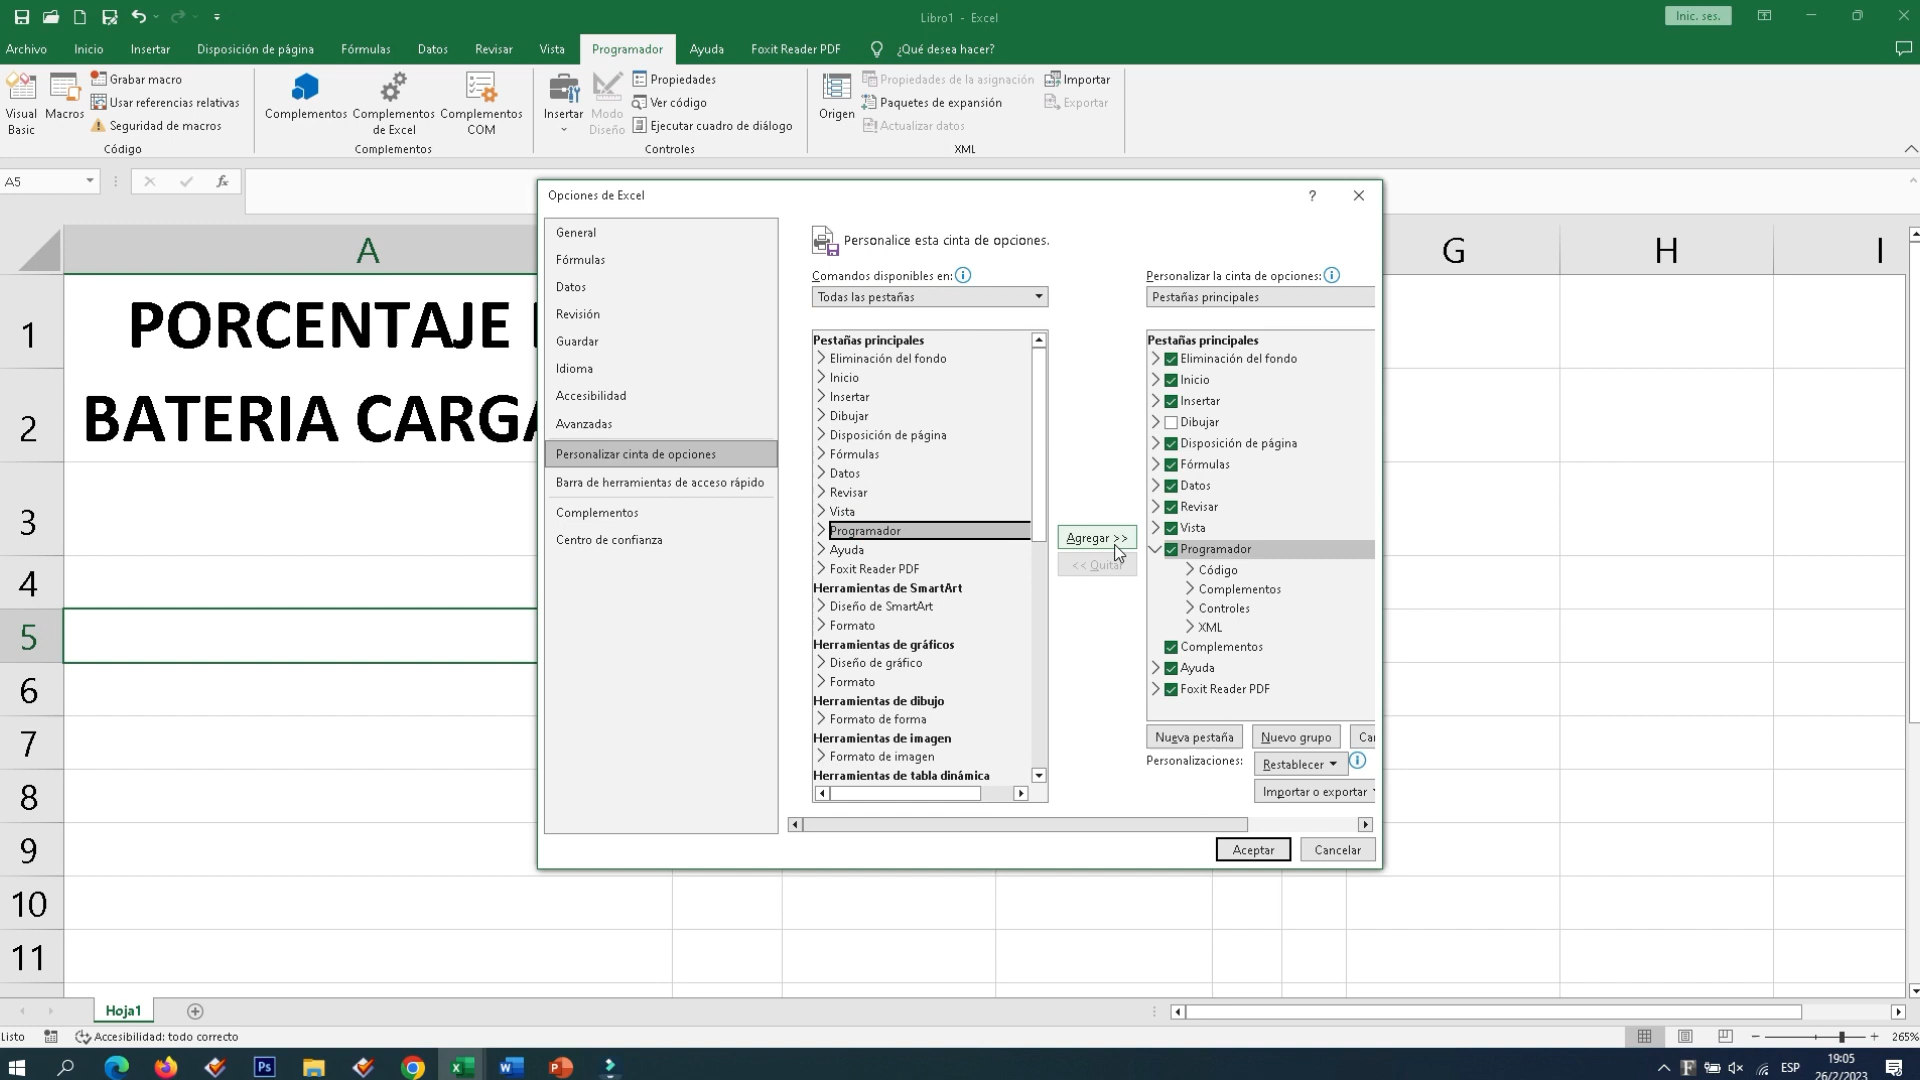 Libro1 - Excel
Inic. ses.
Archivo
Inicio
Insertar
Disposición de página
Fórmulas
Datos
Revisar
Vista
Programador
Ayuda
Foxit Reader PDF
¿Qué desea hacer?
Visual Basic
Macros
Grabar macro
Usar referencias relativas
Seguridad de macros
Código
Complementos
Complementos de Excel
Complementos COM
Complementos
Insertar
Modo Diseño
Propiedades
Ver código
Ejecutar cuadro de diálogo
Controles
Origen
Propiedades de la asignación
Paquetes de expansión
Actualizar datos
Importar
Exportar
XML
A5
fx
A
G
H
I
1
2
3
4
5
6
7
8
9
10
11
PORCENTAJE
BATERIA CARGA
Opciones de Excel
?
General
Fórmulas
Datos
Revisión
Guardar
Idioma
Accesibilidad
Avanzadas
Personalizar cinta de opciones
Barra de herramientas de acceso rápido
Complementos
Centro de confianza
Personalice esta cinta de opciones.
Comandos disponibles en:
Todas las pestañas
Pestañas principales
Eliminación del fondo
Inicio
Insertar
Dibujar
Disposición de página
Fórmulas
Datos
Revisar
Vista
Programador
Ayuda
Foxit Reader PDF
Herramientas de SmartArt
Diseño de SmartArt
Formato
Herramientas de gráficos
Diseño de gráfico
Formato
Herramientas de dibujo
Formato de forma
Herramientas de imagen
Formato de imagen
Herramientas de tabla dinámica
Agregar >>
<< Quitar
Personalizar la cinta de opciones:
Pestañas principales
Pestañas principales
Eliminación del fondo
Inicio
Insertar
Dibujar
Disposición de página
Fórmulas
Datos
Revisar
Vista
Programador
Código
Complementos
Controles
XML
Complementos
Ayuda
Foxit Reader PDF
Nueva pestaña
Nuevo grupo
Personalizaciones:
Restablecer
Importar o exportar
Aceptar
Cancelar
Hoja1
Listo
Accesibilidad: todo correcto
265%
Ps
ESP
19:05
26/2/2023